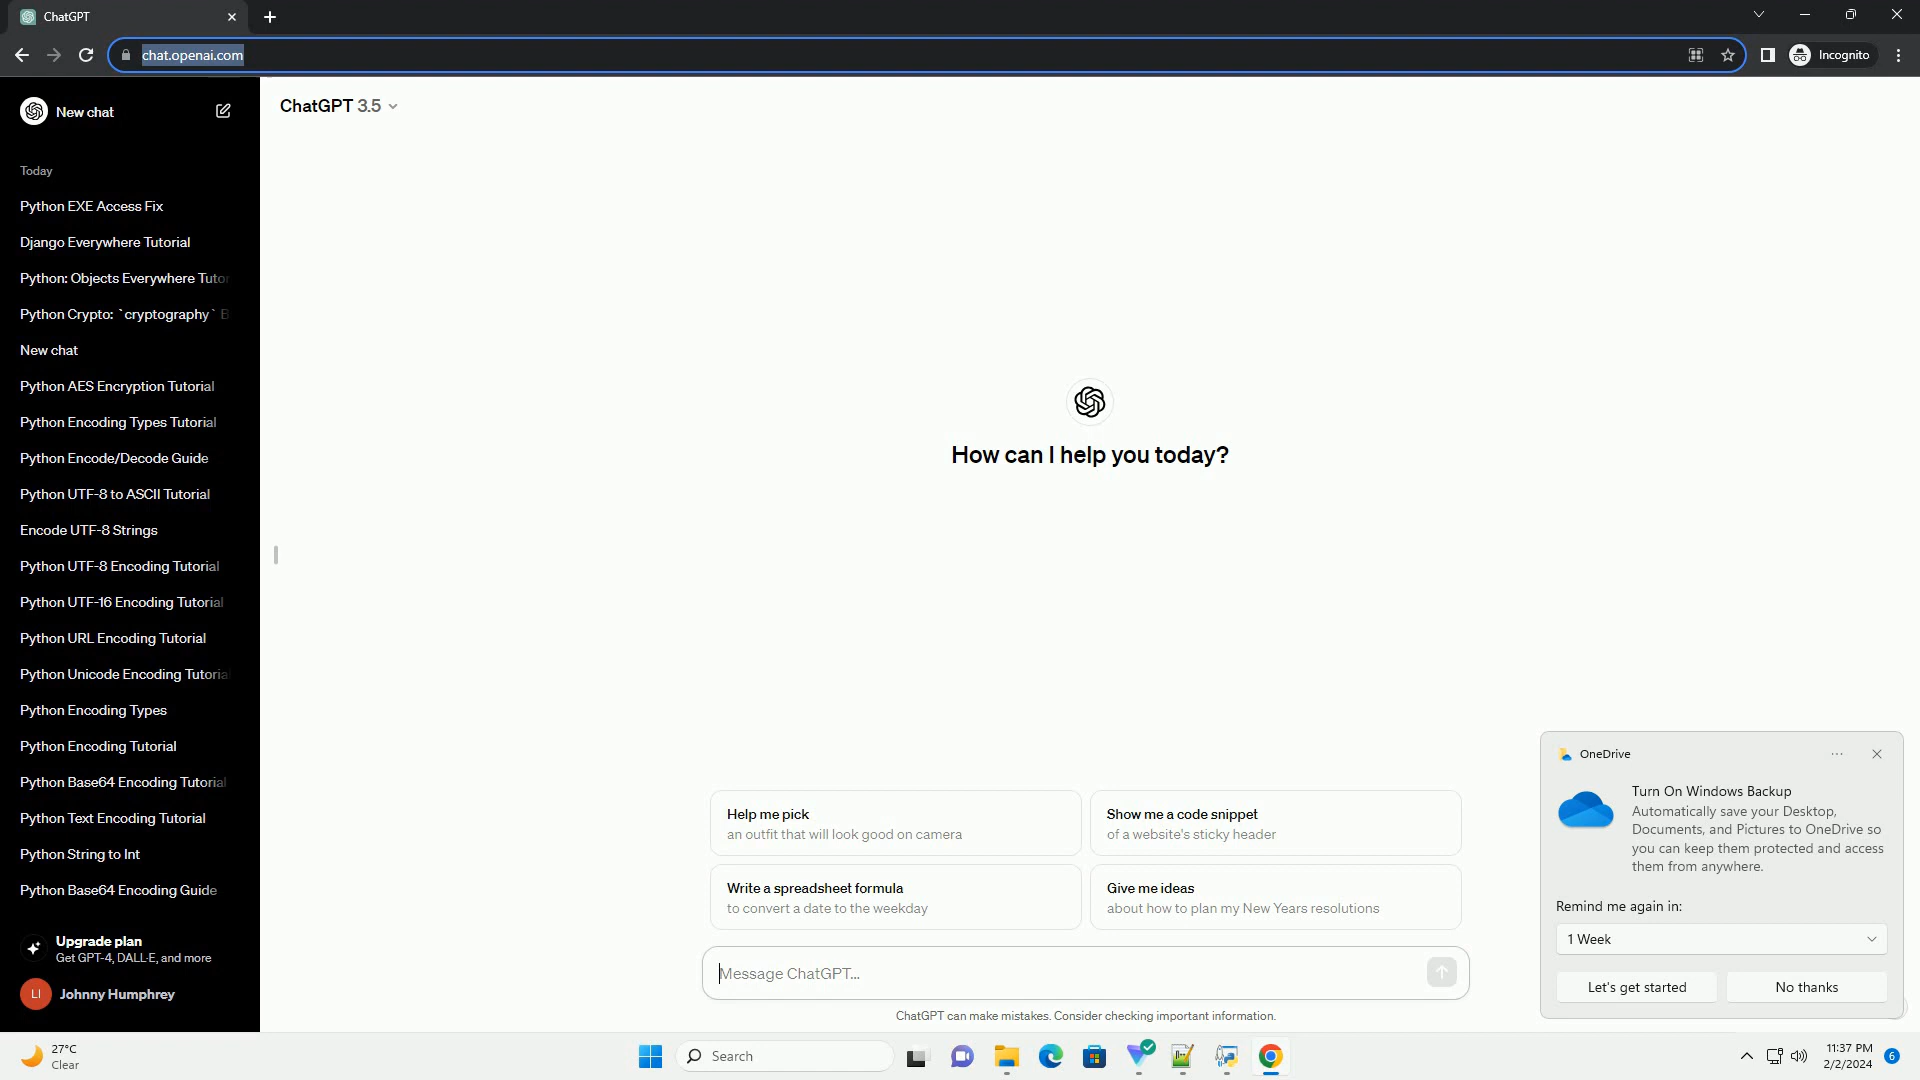 ChatGPT
chat.openai.com
Incognito
New chat
ChatGPT 3.5
Today
Python EXE Access Fix
Django Everywhere Tutorial
Python: Objects Everywhere Tutor
Python Crypto: `cryptography` B
New chat
Python AES Encryption Tutorial
Python Encoding Types Tutorial
Python Encode/Decode Guide
Python UTF-8 to ASCII Tutorial
Encode UTF-8 Strings
Python UTF-8 Encoding Tutorial
Python UTF-16 Encoding Tutorial
Python URL Encoding Tutorial
Python Unicode Encoding Tutorial
Python Encoding Types
Python Encoding Tutorial
Python Base64 Encoding Tutorial
Python Text Encoding Tutorial
Python String to Int
Python Base64 Encoding Guide
Upgrade plan
Get GPT-4, DALL·E, and more
LI
Johnny Humphrey
How can I help you today?
Help me pick
an outfit that will look good on camera
Show me a code snippet
of a website's sticky header
Write a spreadsheet formula
to convert a date to the weekday
Give me ideas
about how to plan my New Years resolutions
Message ChatGPT...
ChatGPT can make mistakes. Consider checking important information.
OneDrive
Turn On Windows Backup
Automatically save your Desktop,
Documents, and Pictures to OneDrive so
you can keep them protected and access
them from anywhere.
Remind me again in:
1 Week
Let's get started
No thanks
27°C
Clear
Search
11:37 PM
2/2/2024
6